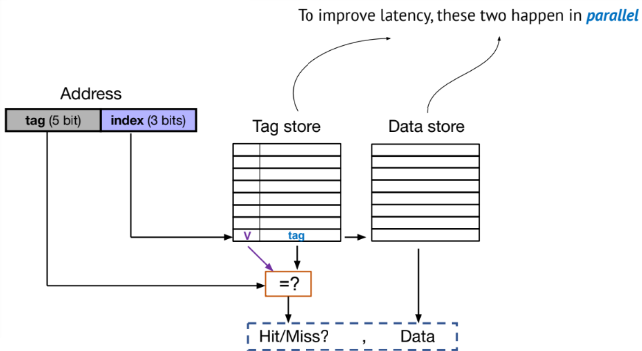 To improve latency, these two happen in parallel
Address
tag (5 bit) index (3 bits)
Tag store Data store
V tag
=?
Hit/Miss? , Data